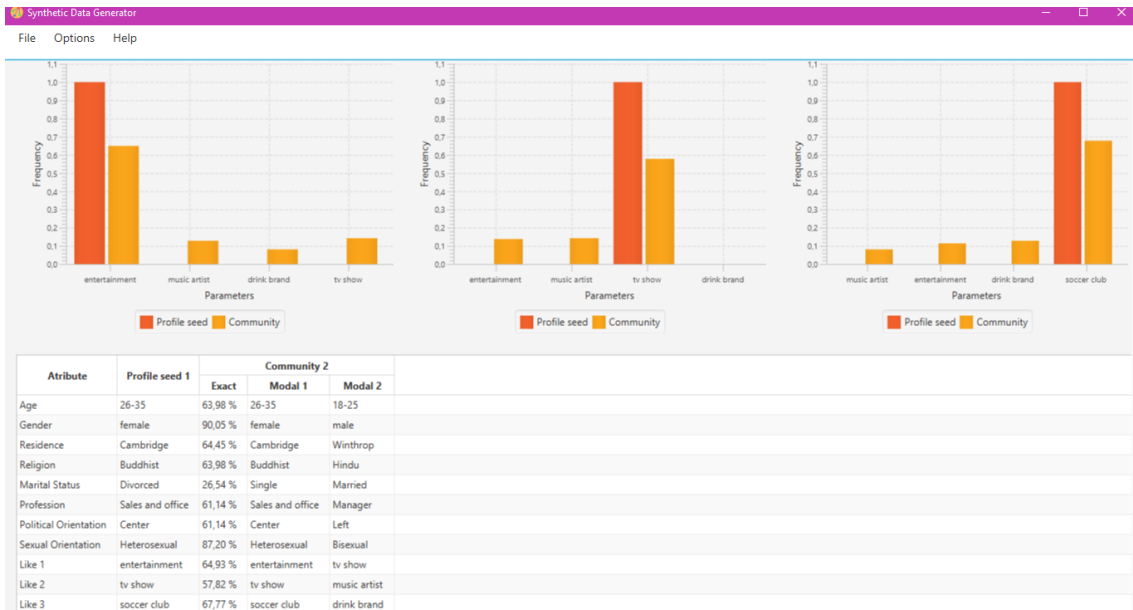 Synthetic Data Generator
File Options Help
1,1 1,1 1,1
1,0 1,0 1,0
0,9 0,9 0,9
0,8 0,8 0,8
0,7 0,7 0,7
0,6 0,6 0,6
0,5 0,5 0,5
0,4 0,4 0,4
0,3 0,3 0,3
0,2 0,2 0,2
0,1 0,1 0,1
0,0 0,0 0,0
Frequency Frequency Frequency
entertainment music artist drink brand tv show entertainment music artist tv show drink brand music artist entertainment drink brand soccer club
Parameters Parameters Parameters
Profile seed Community Profile seed Community Profile seed Community
Atribute Profile seed 1 Community 2
Exact Modal 1 Modal 2
Age 26-35 63,98 % 26-35 18-25
Gender female 90,05 % female male
Residence Cambridge 64,45 % Cambridge Winthrop
Religion Buddhist 63,98 % Buddhist Hindu
Marital Status Divorced 26,54 % Single Married
Profession Sales and office 61,14 % Sales and office Manager
Political Orientation Center 61,14 % Center Left
Sexual Orientation Heterosexual 87,20 % Heterosexual Bisexual
Like 1 entertainment 64,93 % entertainment tv show
Like 2 tv show 57,82 % tv show music artist
Like 3 soccer club 67,77 % soccer club drink brand